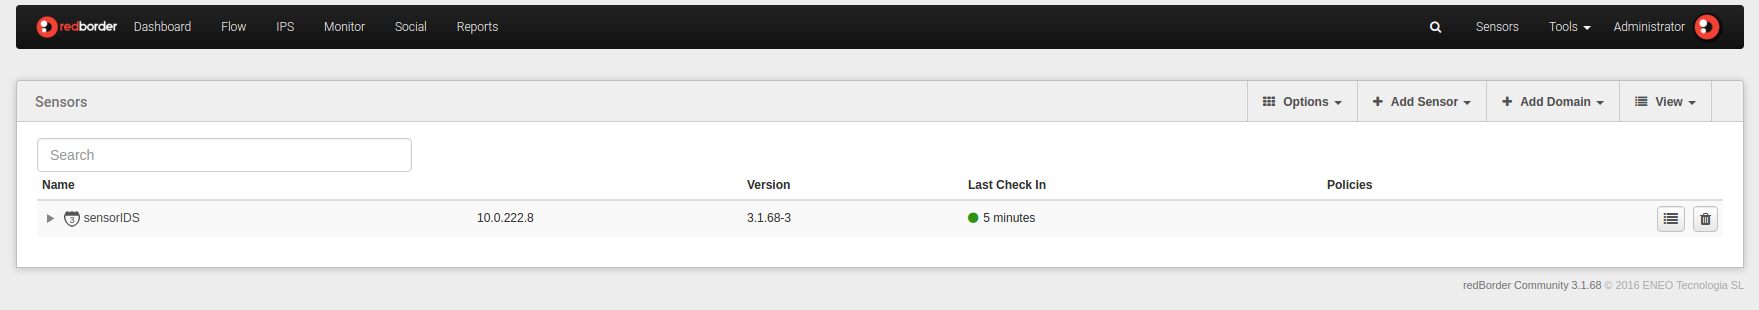 redborder Dashboard Flow IPS Monitor Social Reports Sensors Tools Administrator
Sensors Options Add Sensor Add Domain View
Search
Name Version Last Check In Policies
3 sensorIDS 10.0.222.8 3.1.68-3 5 minutes
redBorder Community 3.1.68 © 2016 ENEO Tecnologia SL